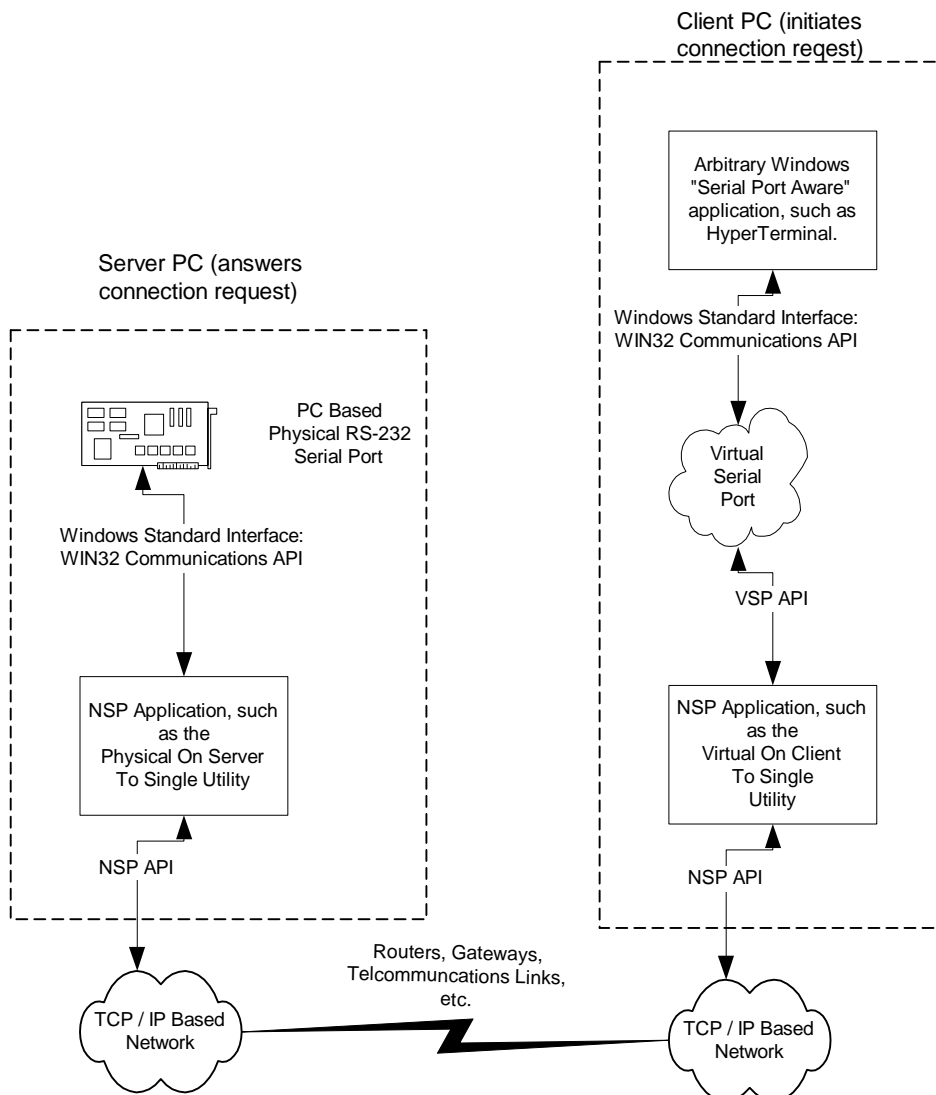 Client PC (initiates
connection reqest)
Arbitrary Windows
"Serial Port Aware"
application, such as
HyperTerminal.
Windows Standard Interface:
WIN32 Communications API
Virtual
Serial
Port
VSP API
NSP Application, such
as the
Virtual On Client
To Single
Utility
NSP API
TCP / IP Based
Network
Server PC (answers
connection request)
PC Based
Physical RS-232
Serial Port
Windows Standard Interface:
WIN32 Communications API
NSP Application, such
as the
Physical On Server
To Single Utility
NSP API
TCP / IP Based
Network
Routers, Gateways,
Telcommuncations Links,
etc.